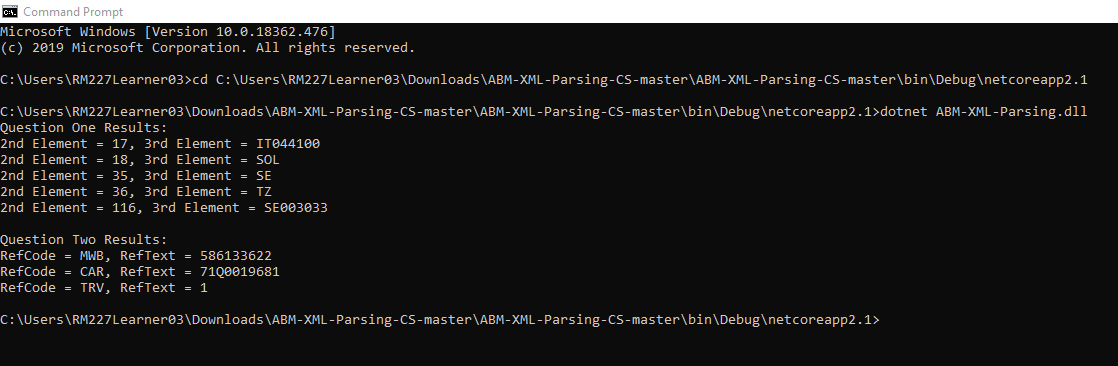 Command Prompt
Microsoft Windows [Version 10.0.18362.476]
(c) 2019 Microsoft Corporation. All rights reserved.
C:\Users\RM227Learner03>cd C:\Users\RM227Learner03\Downloads\ABM-XML-Parsing-CS-master\ABM-XML-Parsing-CS-master\bin\Debug\netcoreapp2.1
C:\Users\RM227Learner03\Downloads\ABM-XML-Parsing-CS-master\ABM-XML-Parsing-CS-master\bin\Debug\netcoreapp2.1>dotnet ABM-XML-Parsing.dll
Question One Results:
2nd Element = 17, 3rd Element = IT044100
2nd Element = 18, 3rd Element = SOL
2nd Element = 35, 3rd Element = SE
2nd Element = 36, 3rd Element = TZ
2nd Element = 116, 3rd Element = SE003033
Question Two Results:
RefCode = MWB, RefText = 586133622
RefCode = CAR, RefText = 71Q0019681
RefCode = TRV, RefText = 1
C:\Users\RM227Learner03\Downloads\ABM-XML-Parsing-CS-master\ABM-XML-Parsing-CS-master\bin\Debug\netcoreapp2.1>